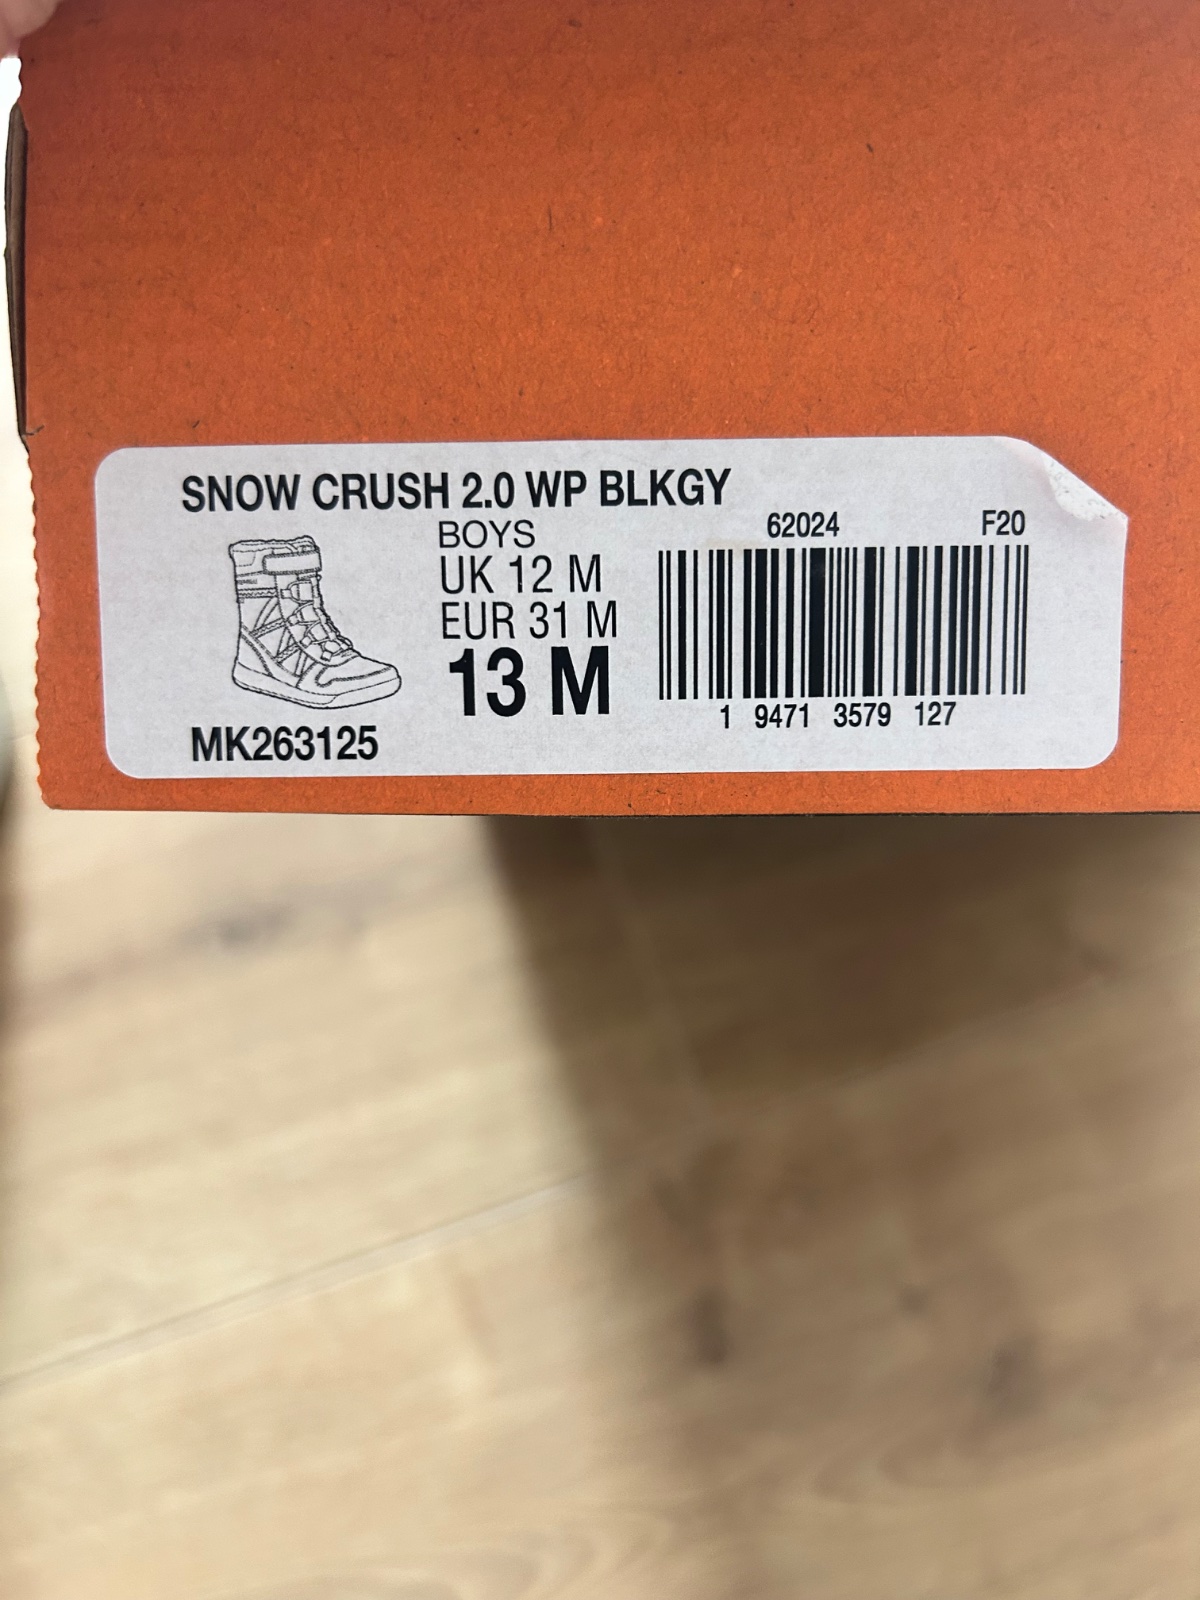 SNOW CRUSH 2.0 WP BLKGY
BOYS
UK 12 M
EUR 31 M
13 M
MK263125
62024 F20
1 9471 3579 127